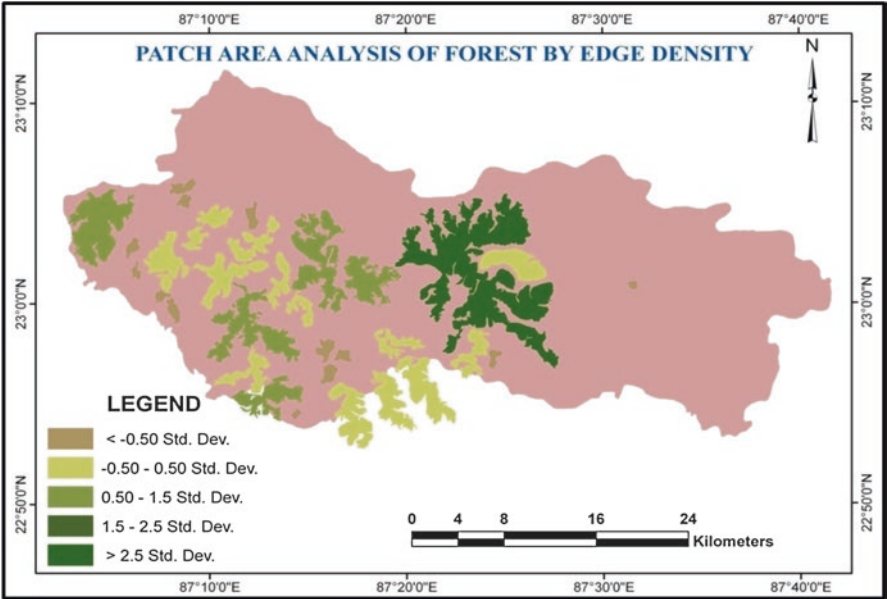 87°10'0"E 87°20'0"E 87°30'0"E 87°40'0"E
PATCH AREA ANALYSIS OF FOREST BY EDGE DENSITY
N
23°10'0"N 23°10'0"N
23°0'0"N 23°0'0"N
LEGEND
< -0.50 Std. Dev.
-0.50 - 0.50 Std. Dev.
0.50 - 1.5 Std. Dev.
1.5 - 2.5 Std. Dev.
> 2.5 Std. Dev.
22°50'0"N 22°50'0"N
0 4 8 16 24
Kilometers
87°10'0"E 87°20'0"E 87°30'0"E 87°40'0"E